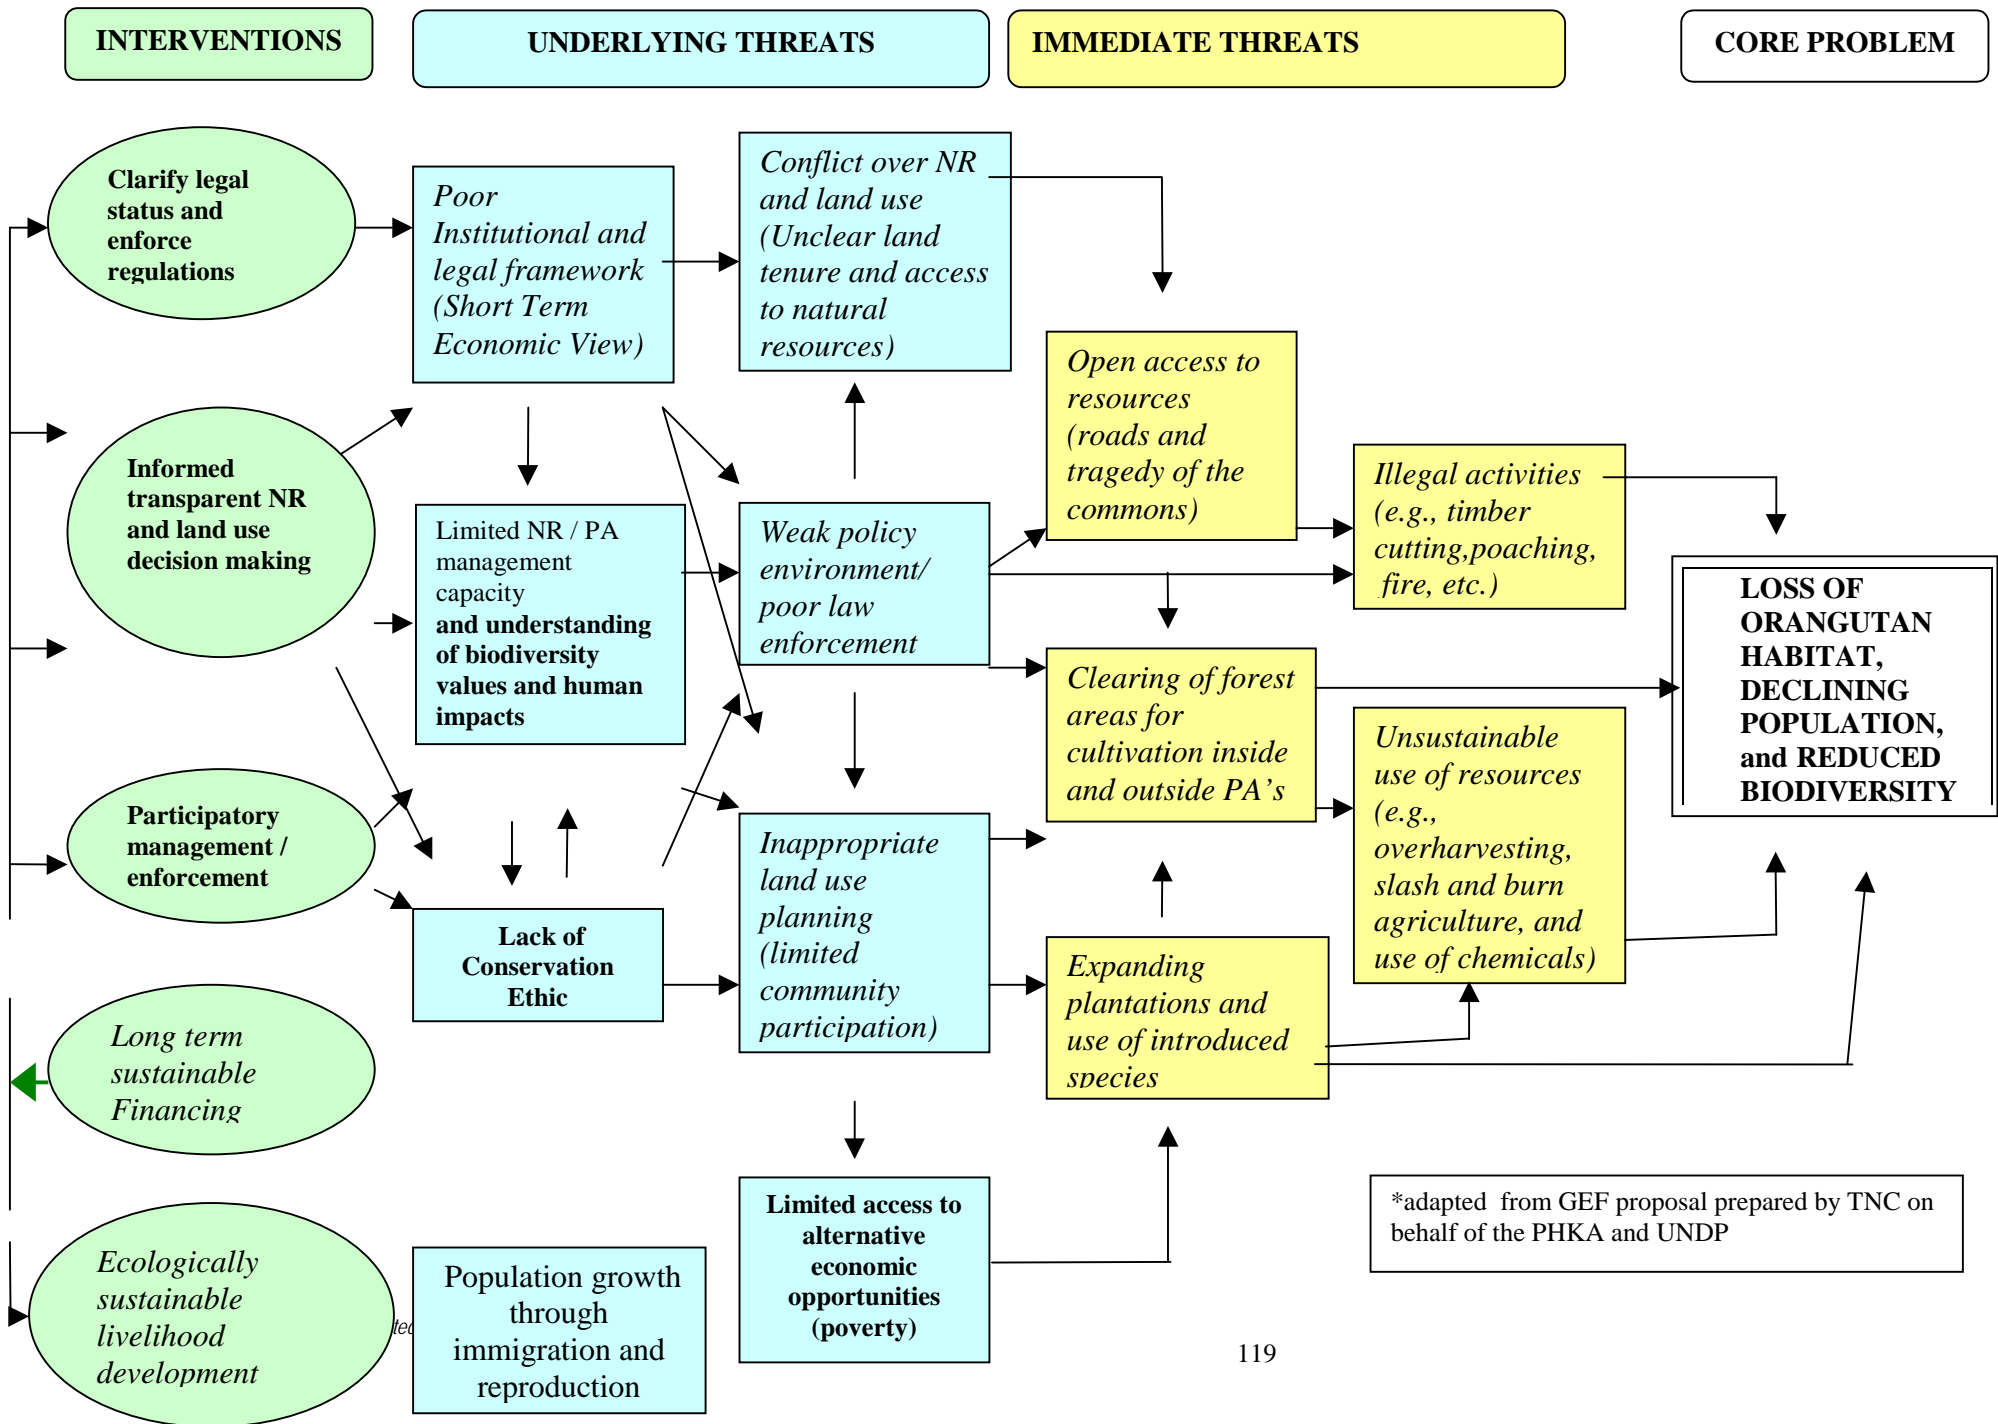 INTERVENTIONS
UNDERLYING THREATS
IMMEDIATE THREATS
CORE PROBLEM
Clarify legal
status and
enforce
regulations
Poor
Institutional and
legal framework
(Short Term
Economic View)
Conflict over NR
and land use
(Unclear land
tenure and access
to natural
resources)
Open access to
resources
(roads and
tragedy of the
commons)
Illegal activities
(e.g., timber
cutting,poaching,
fire, etc.)
Informed
transparent NR
and land use
decision making
Limited NR / PA
management
capacity
and understanding
of biodiversity
values and human
impacts
Weak policy
environment/
poor law
enforcement
Clearing of forest
areas for
cultivation inside
and outside PA's
Unsustainable
use of resources
(e.g.,
overharvesting,
slash and burn
agriculture, and
use of chemicals)
LOSS OF
ORANGUTAN
HABITAT,
DECLINING
POPULATION,
and REDUCED
BIODIVERSITY
Participatory
management /
enforcement
Lack of
Conservation
Ethic
Inappropriate
land use
planning
(limited
community
participation)
Expanding
plantations and
use of introduced
species
Long term
sustainable
Financing
Ecologically
sustainable
livelihood
development
Population growth
through
immigration and
reproduction
Limited access to
alternative
economic
opportunities
(poverty)
*adapted from GEF proposal prepared by TNC on
behalf of the PHKA and UNDP
119